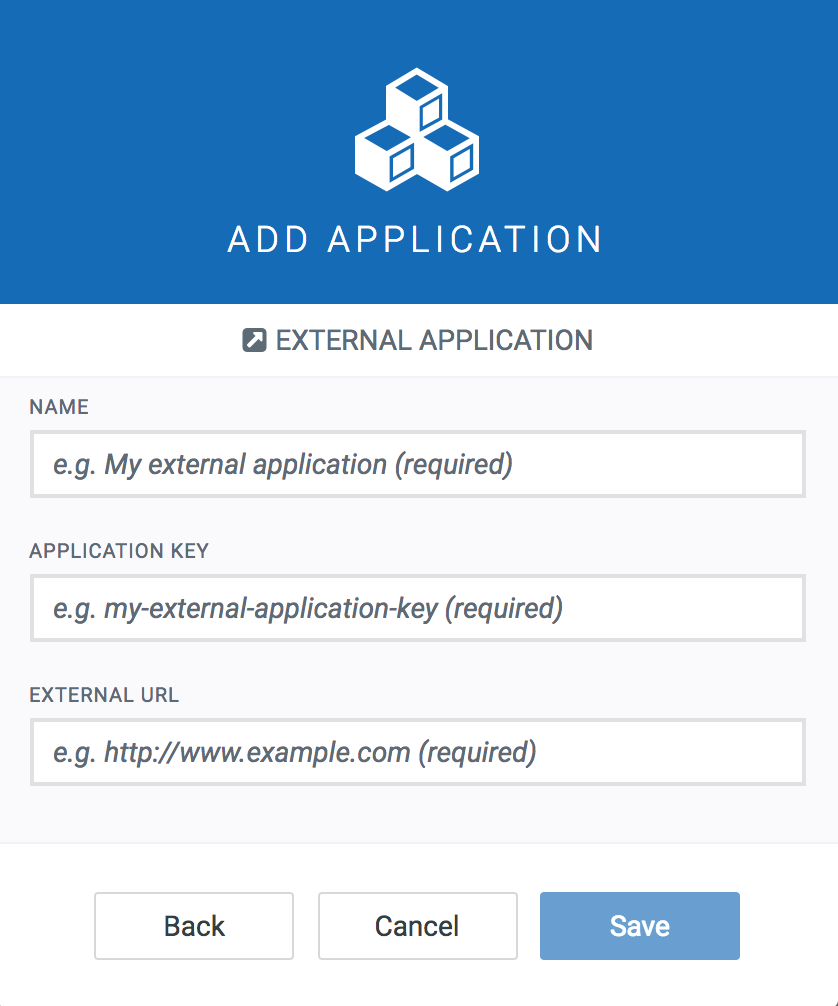 ADD APPLICATION
EXTERNAL APPLICATION
NAME
e.g. My external application (required)
APPLICATION KEY
e.g. my-external-application-key (required)
EXTERNAL URL
e.g. http://www.example.com (required)
Back Cancel Save